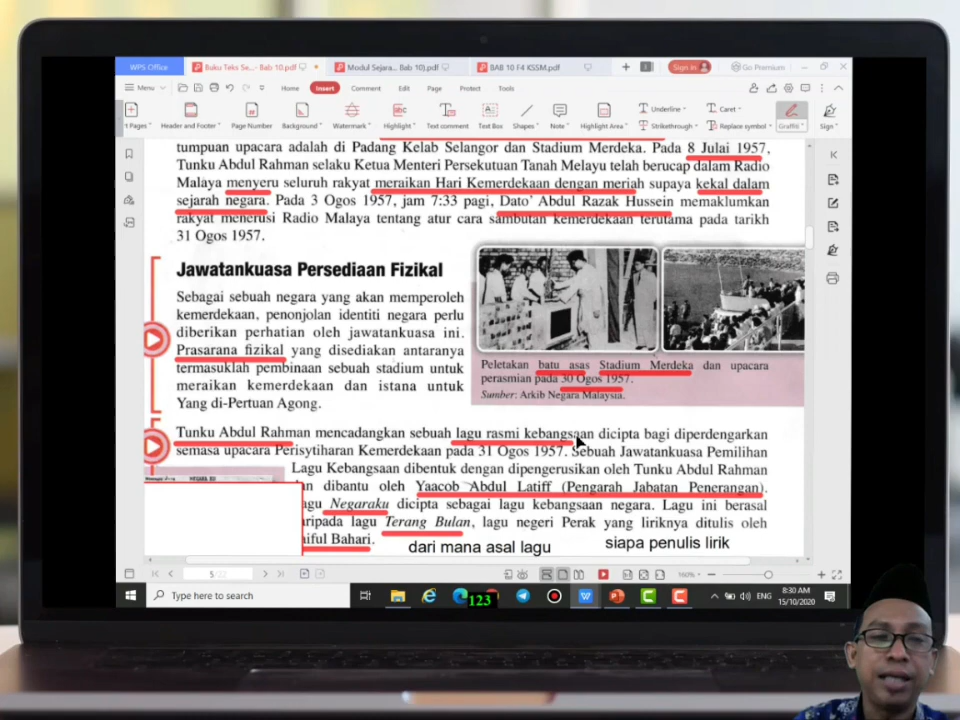 WPS Office
Buku Teks Se...- Bab 10.pdf
Modul Sejara... Bab 10).pdf
BAB 10 F4 KSSM.pdf
Sign in
Go Premium
Menu
Home
Insert
Comment
Edit
Page
Protect
Tools
rt Pages
Header and Footer
Page Number
Background
Watermark
Highlight
Text comment
Text Box
Shapes
Note
Highlight Area
Underline
Caret
Strikethrough
Replace symbol
Graffiti
Sign
tumpuan upacara adalah di Padang Kelab Selangor dan Stadium Merdeka. Pada 8 Julai 1957,
Tunku Abdul Rahman selaku Ketua Menteri Persekutuan Tanah Melayu telah berucap dalam Radio
Malaya menyeru seluruh rakyat meraikan Hari Kemerdekaan dengan meriah supaya kekal dalam
sejarah negara. Pada 3 Ogos 1957, jam 7:33 pagi, Dato' Abdul Razak Hussein memaklumkan
rakyat menerusi Radio Malaya tentang atur cara sambutan kemerdekaan terutama pada tarikh
31 Ogos 1957.
Jawatankuasa Persediaan Fizikal
Sebagai sebuah negara yang akan memperoleh
kemerdekaan, penonjolan identiti negara perlu
diberikan perhatian oleh jawatankuasa ini.
Prasarana fizikal yang disediakan antaranya
termasuklah pembinaan sebuah stadium untuk
meraikan kemerdekaan dan istana untuk
Yang di-Pertuan Agong.
Peletakan batu asas Stadium Merdeka dan upacara
perasmian pada 30 Ogos 1957.
Sumber: Arkib Negara Malaysia.
Tunku Abdul Rahman mencadangkan sebuah lagu rasmi kebangsaan dicipta bagi diperdengarkan
semasa upacara Perisytiharan Kemerdekaan pada 31 Ogos 1957. Sebuah Jawatankuasa Pemilihan
Lagu Kebangsaan dibentuk dengan dipengerusikan oleh Tunku Abdul Rahman
an dibantu oleh Yaacob Abdul Latiff (Pengarah Jabatan Penerangan).
agu Negaraku dicipta sebagai lagu kebangsaan negara. Lagu ini berasal
aripada lagu Terang Bulan, lagu negeri Perak yang liriknya ditulis oleh
aiful Bahari.
dari mana asal lagu
siapa penulis lirik
160%
Type here to search
123
ENG
8:30 AM
15/10/2020